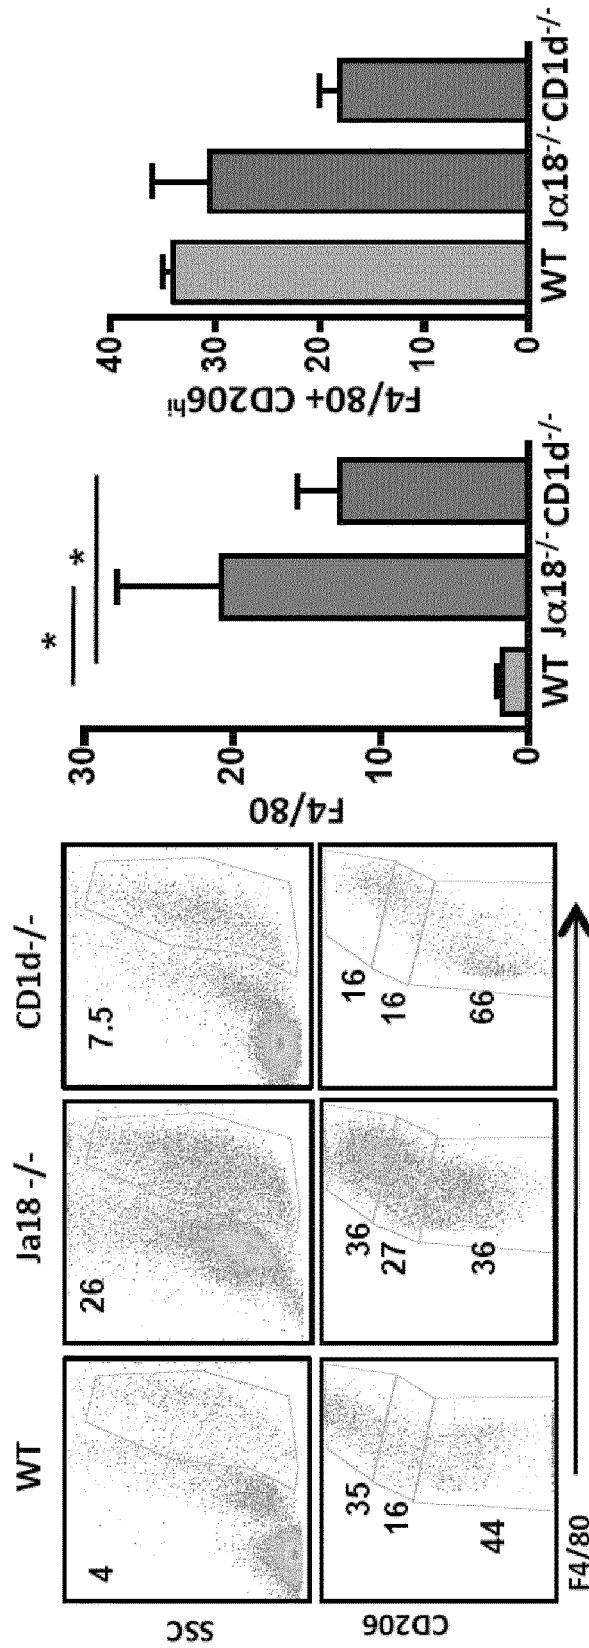 WT
Ja18 -/-
CD1d-/-
SSC
4
26
7.5
CD206
35
16
44
36
27
36
16
16
66
F4/80
F4/80
30
20
10
0
*
*
WT Jα18-/- CD1d-/-
F4/80+ CD206hi
40
30
20
10
0
WT Jα18-/- CD1d-/-